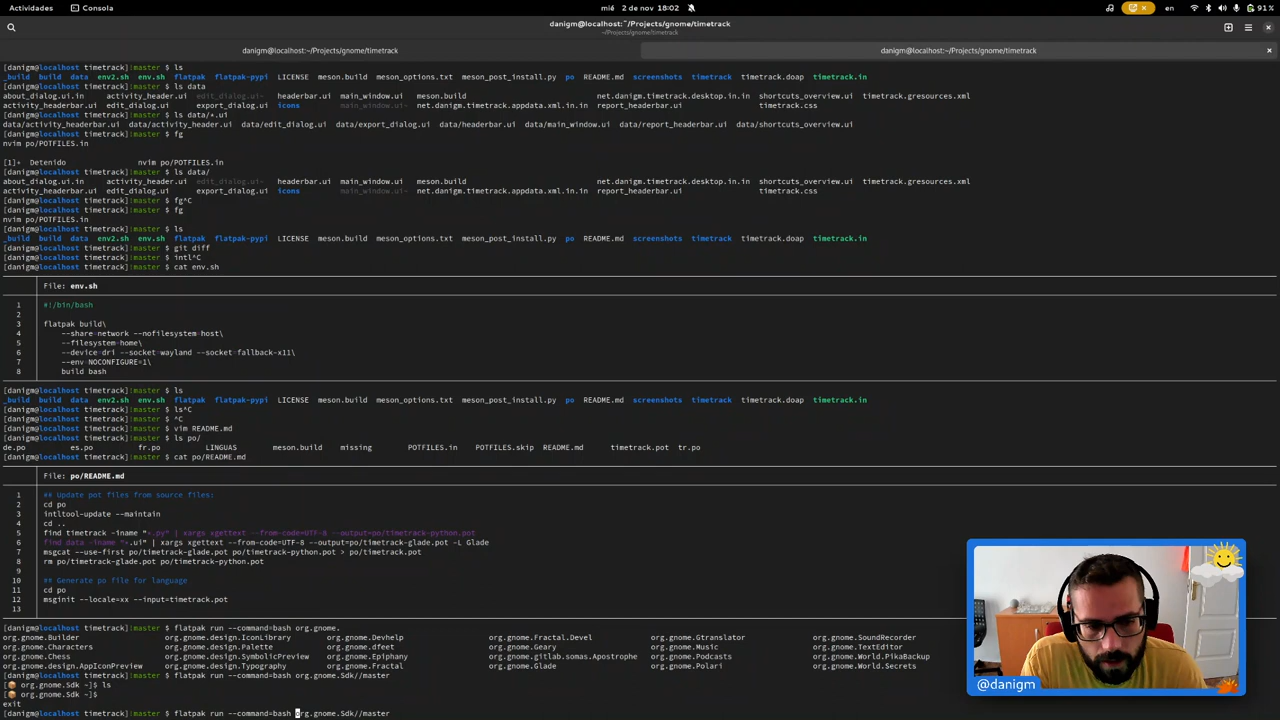 Actividades Consola mié 2 de nov 18:02 en 91 %
danigm@localhost:~/Projects/gnome/timetrack
~/Projects/gnome/timetrack
danigm@localhost:~/Projects/gnome/timetrack danigm@localhost:~/Projects/gnome/timetrack
[danigm@localhost timetrack]!master $ ls
_build build data env2.sh env.sh flatpak flatpak-pypi LICENSE meson.build meson_options.txt meson_post_install.py po README.md screenshots timetrack timetrack.doap timetrack.in
[danigm@localhost timetrack]!master $ ls data
about_dialog.ui.in activity_header.ui edit_dialog.ui~ headerbar.ui main_window.ui meson.build net.danigm.timetrack.desktop.in.in shortcuts_overview.ui timetrack.gresources.xml
activity_headerbar.ui edit_dialog.ui export_dialog.ui icons main_window.ui~ net.danigm.timetrack.appdata.xml.in.in report_headerbar.ui timetrack.css
[danigm@localhost timetrack]!master $ ls data/*.ui
data/activity_headerbar.ui data/activity_header.ui data/edit_dialog.ui data/export_dialog.ui data/headerbar.ui data/main_window.ui data/report_headerbar.ui data/shortcuts_overview.ui
[danigm@localhost timetrack]!master $ fg
nvim po/POTFILES.in
[1]+ Detenido nvim po/POTFILES.in
[danigm@localhost timetrack]!master $ ls data/
about_dialog.ui.in activity_header.ui edit_dialog.ui~ headerbar.ui main_window.ui meson.build net.danigm.timetrack.desktop.in.in shortcuts_overview.ui timetrack.gresources.xml
activity_headerbar.ui edit_dialog.ui export_dialog.ui icons main_window.ui~ net.danigm.timetrack.appdata.xml.in.in report_headerbar.ui timetrack.css
[danigm@localhost timetrack]!master $ fg^C
[danigm@localhost timetrack]!master $ fg
nvim po/POTFILES.in
[danigm@localhost timetrack]!master $ ls
_build build data env2.sh env.sh flatpak flatpak-pypi LICENSE meson.build meson_options.txt meson_post_install.py po README.md screenshots timetrack timetrack.doap timetrack.in
[danigm@localhost timetrack]!master $ git diff
[danigm@localhost timetrack]!master $ intl^C
[danigm@localhost timetrack]!master $ cat env.sh
File: env.sh
1 #!/bin/bash
2
3 flatpak build\
4 --share=network --nofilesystem=host\
5 --filesystem=home\
6 --device=dri --socket=wayland --socket=fallback-x11\
7 --env=NOCONFIGURE=1\
8 build bash
[danigm@localhost timetrack]!master $ ls
_build build data env2.sh env.sh flatpak flatpak-pypi LICENSE meson.build meson_options.txt meson_post_install.py po README.md screenshots timetrack timetrack.doap timetrack.in
[danigm@localhost timetrack]!master $ ls^C
[danigm@localhost timetrack]!master $ ^C
[danigm@localhost timetrack]!master $ vim README.md
[danigm@localhost timetrack]!master $ ls po/
de.po es.po fr.po LINGUAS meson.build missing POTFILES.in POTFILES.skip README.md timetrack.pot tr.po
[danigm@localhost timetrack]!master $ cat po/README.md
File: po/README.md
1 ## Update pot files from source files:
2 cd po
3 intltool-update --maintain
4 cd ..
5 find timetrack -iname "*.py" | xargs xgettext --from-code=UTF-8 --output=po/timetrack-python.pot
6 find data -iname "*.ui" | xargs xgettext --from-code=UTF-8 --output=po/timetrack-glade.pot -L Glade
7 msgcat --use-first po/timetrack-glade.pot po/timetrack-python.pot > po/timetrack.pot
8 rm po/timetrack-glade.pot po/timetrack-python.pot
9
10 ## Generate po file for language
11 cd po
12 msginit --locale=xx --input=timetrack.pot
13
[danigm@localhost timetrack]!master $ flatpak run --command=bash org.gnome.
org.gnome.Builder org.gnome.design.IconLibrary org.gnome.Devhelp org.gnome.Fractal.Devel org.gnome.Gtranslator org.gnome.SoundRecorder
org.gnome.Characters org.gnome.design.Palette org.gnome.dfeet org.gnome.Geary org.gnome.Music org.gnome.TextEditor
org.gnome.Chess org.gnome.design.SymbolicPreview org.gnome.Epiphany org.gnome.gitlab.somas.Apostrophe org.gnome.Podcasts org.gnome.World.PikaBackup
org.gnome.design.AppIconPreview org.gnome.design.Typography org.gnome.Fractal org.gnome.Glade org.gnome.Polari org.gnome.World.Secrets
[danigm@localhost timetrack]!master $ flatpak run --command=bash org.gnome.Sdk//master
[📦 org.gnome.Sdk ~]$ ls
[📦 org.gnome.Sdk ~]$
exit
[danigm@localhost timetrack]!master $ flatpak run --command=bash org.gnome.Sdk//master
@danigm